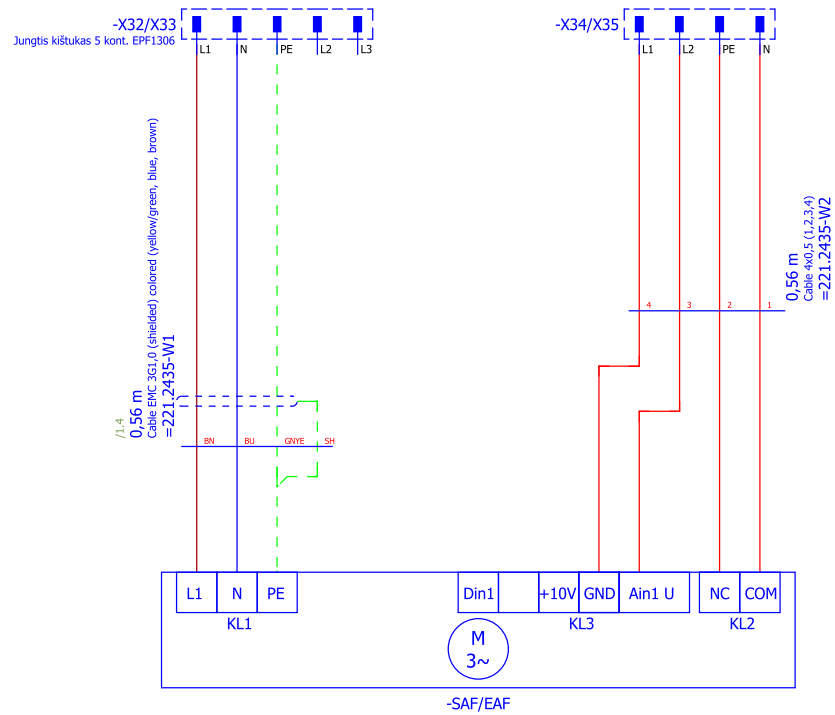 -X32/X33
Jungtis kištukas 5 kont. EPF1306
L1
N
PE
L2
L3
-X34/X35
L1
L2
PE
N
/1.4
0,56 m
Cable EMC 3G1,0 (shielded) colored (yellow/green, blue, brown)
=221.2435-W1
BN
BU
GNYE
SH
0,56 m
Cable 4x0,5 (1,2,3,4)
=221.2435-W2
4
3
2
1
L1
N
PE
KL1
Din1
+10V
GND
Ain1 U
KL3
NC
COM
KL2
M
3~
-SAF/EAF